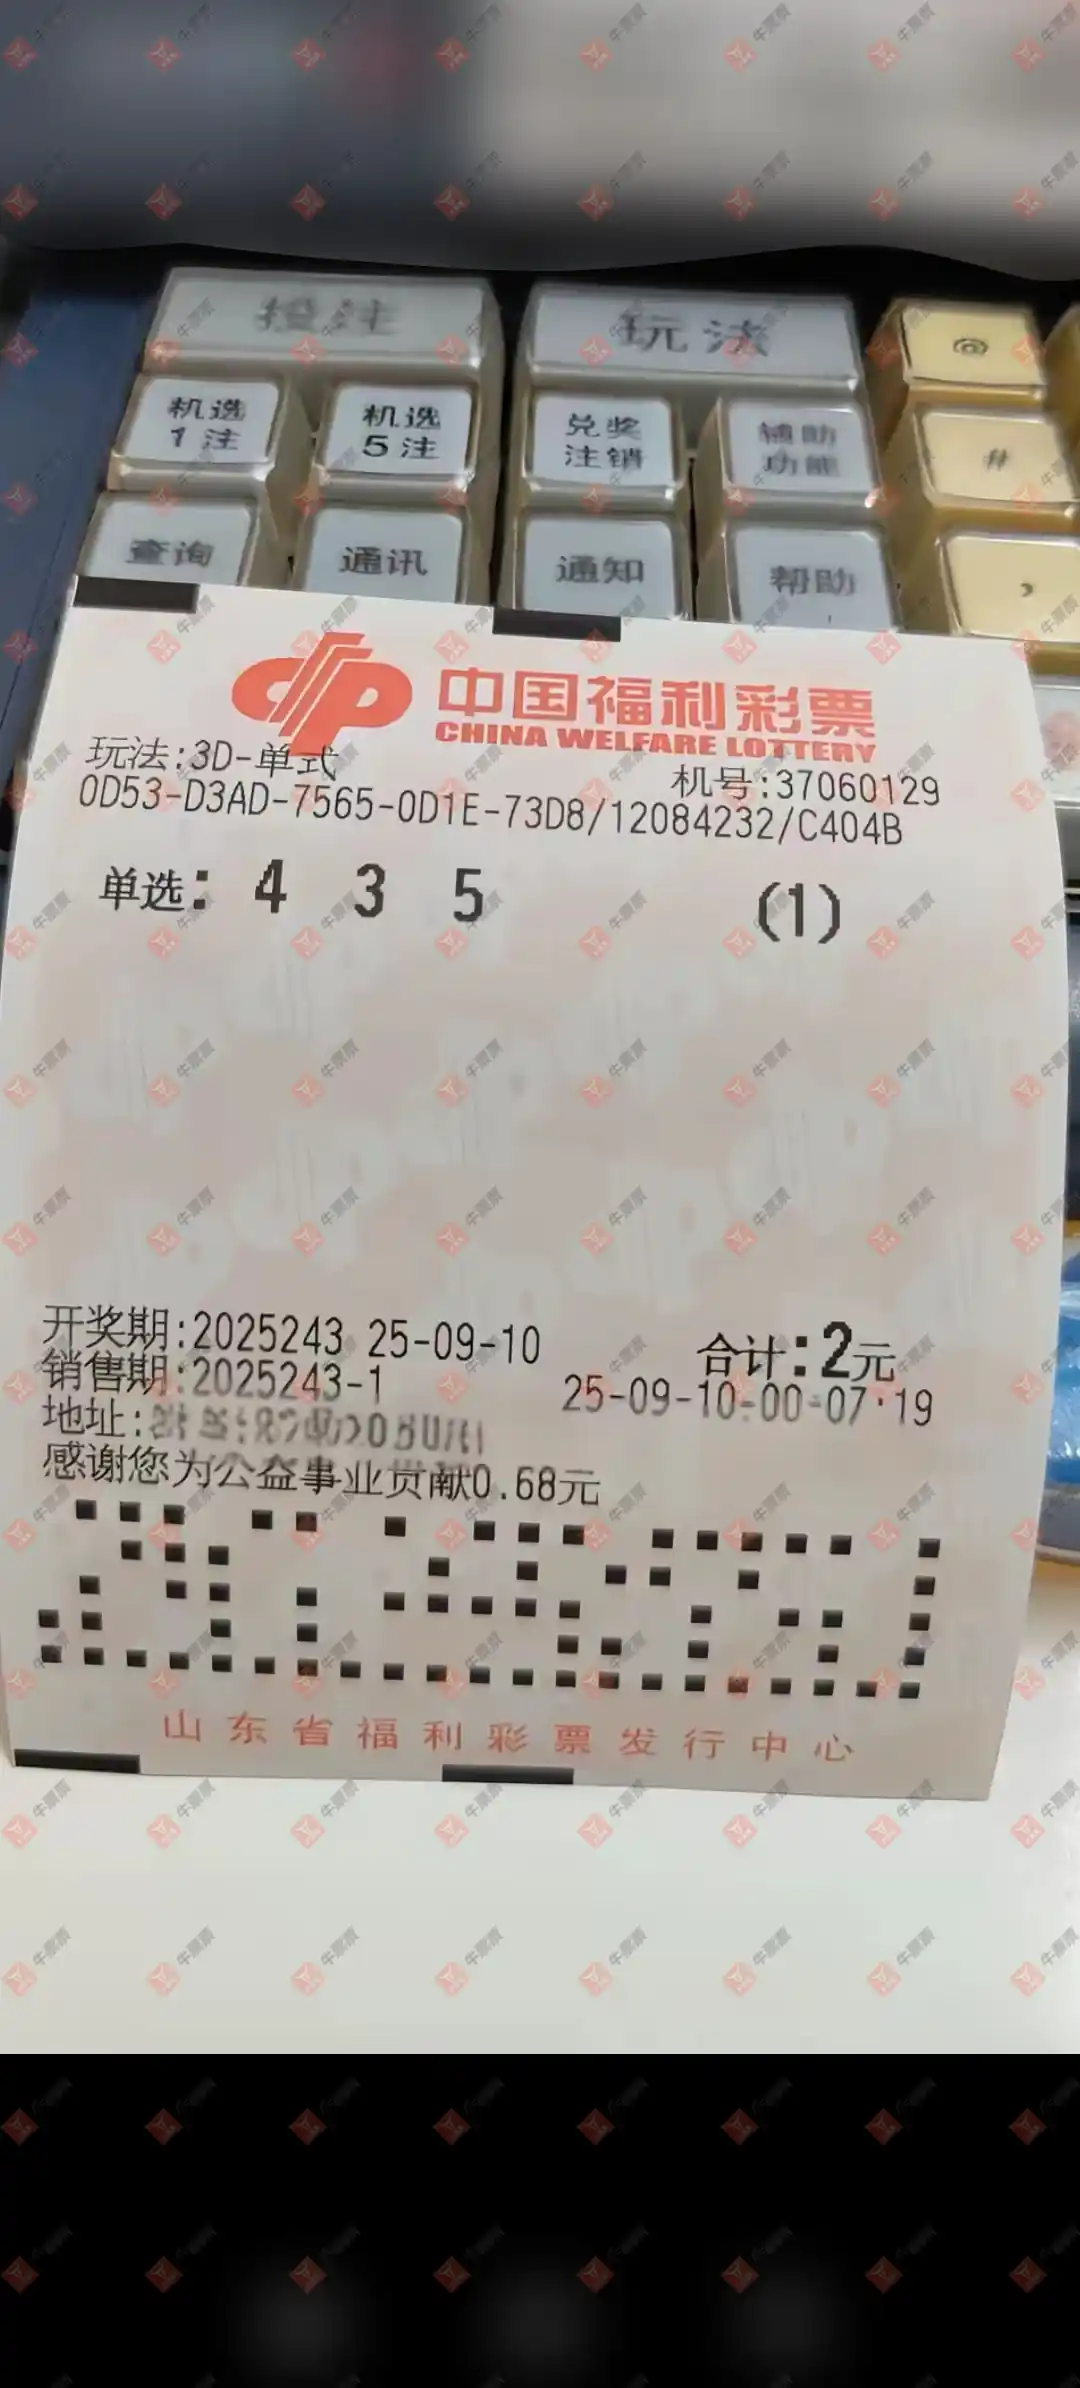 投注 玩法 @
机选 1注 机选 5注 兑奖 注销 辅助 功能 #
查询 通讯 通知 帮助 ,
中国福利彩票
CHINA WELFARE LOTTERY
玩法:3D-单式 机号:37060129
0D53-D3AD-7565-0D1E-73D8/12084232/C404B
单选: 4 3 5 (1)
开奖期:2025243 25-09-10 合计:2元
销售期:2025243-1 25-09-10-00-07:19
地址:
感谢您为公益事业贡献0.68元
山东省福利彩票发行中心
牛票票